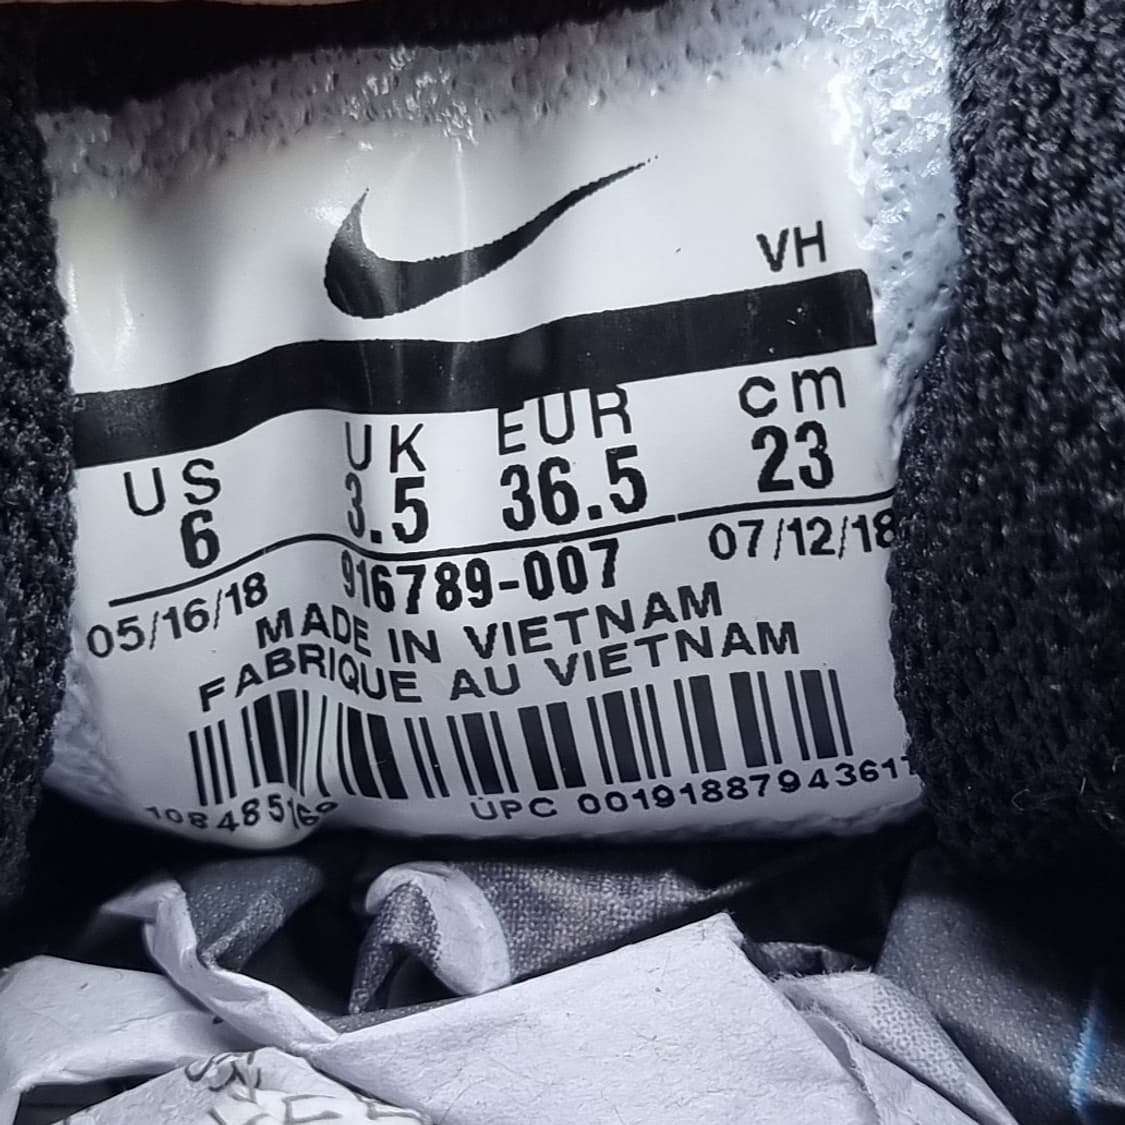 VH
US UK EUR cm
6 3.5 36.5 23
05/16/18 916789-007 07/12/18
MADE IN VIETNAM
FABRIQUE AU VIETNAM
UPC 00191887943611